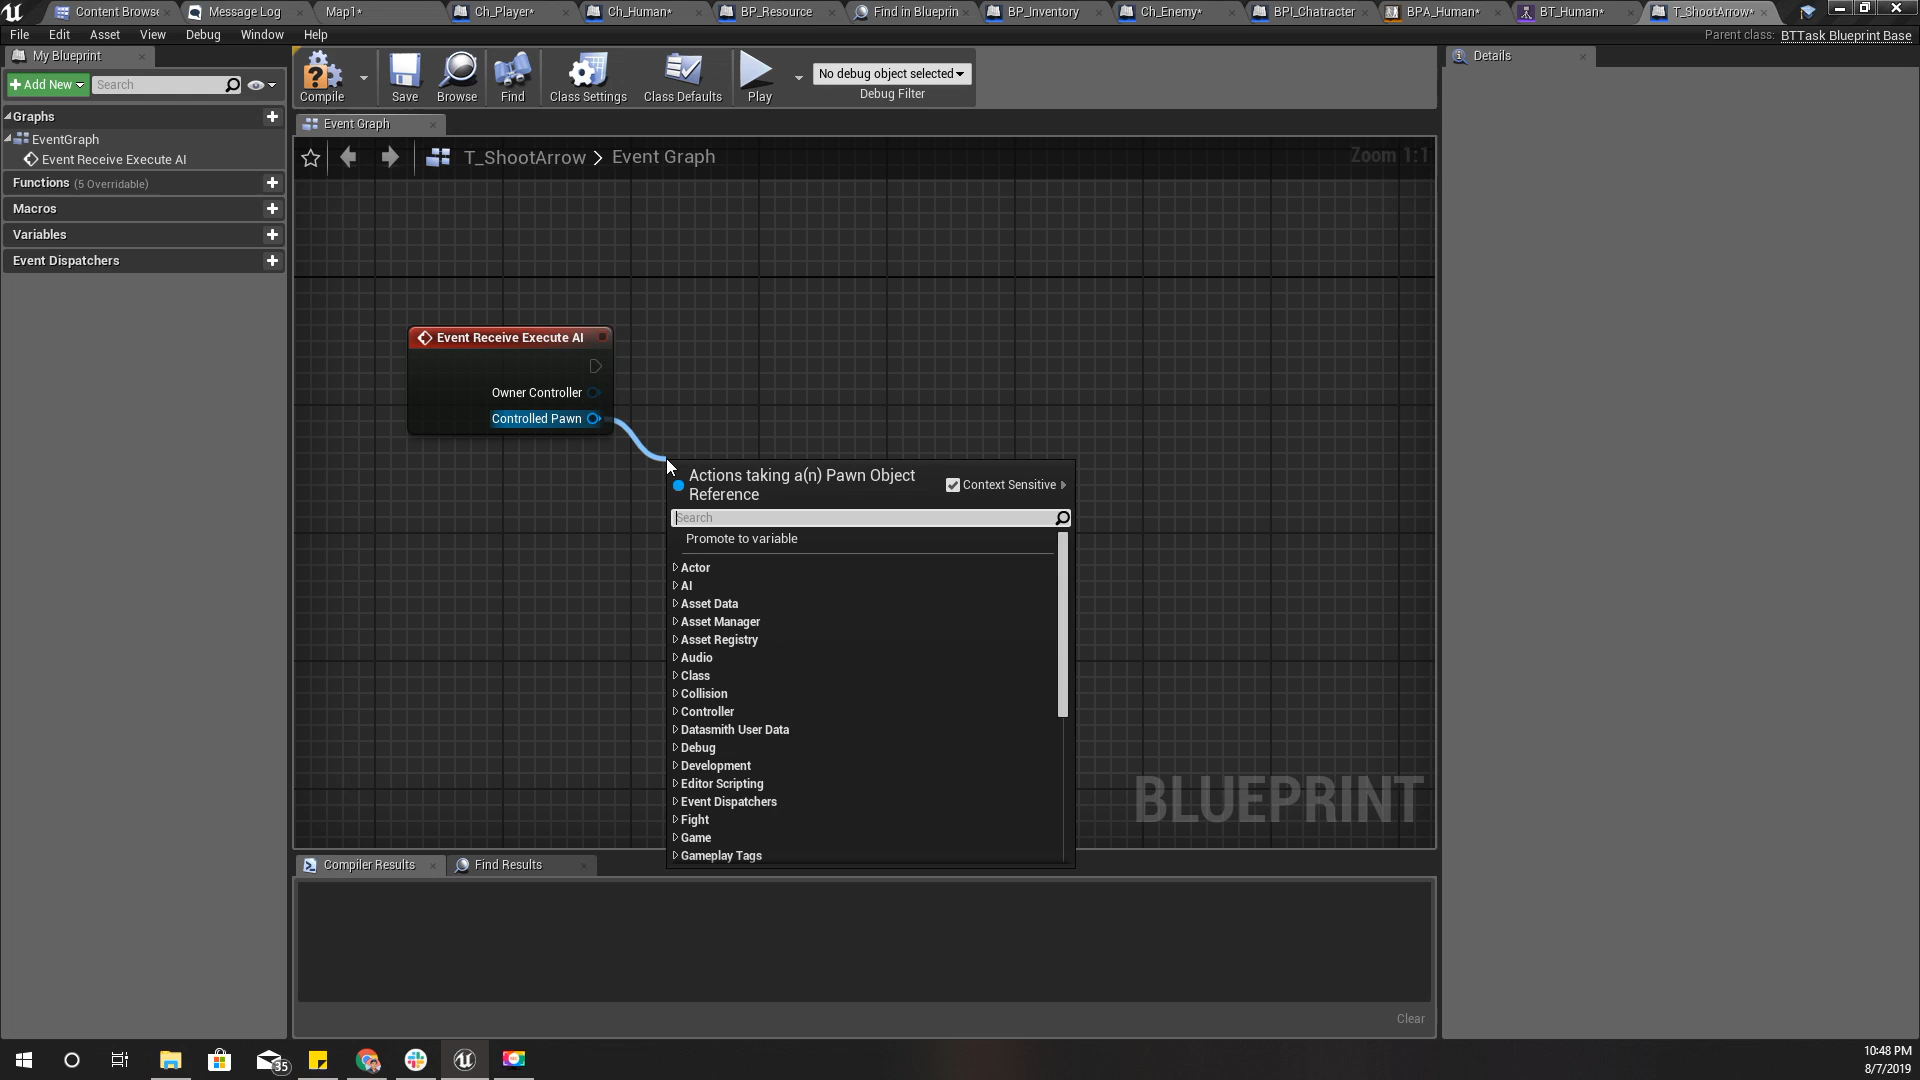 Content Browse
Message Log
Map1*
Ch_Player*
Ch_Human*
BP_Resource
Find in Blueprin
BP_Inventory
Ch_Enemy*
BPI_Chatracter
BPA_Human*
BT_Human*
T_ShootArrow*
File Edit Asset View Debug Window Help
Parent class: BTTask Blueprint Base
My Blueprint
Details
Add New
Search
Compile
Save
Browse
Find
Class Settings
Class Defaults
Play
No debug object selected
Debug Filter
Graphs
EventGraph
Event Receive Execute AI
Functions (5 Overridable)
Macros
Variables
Event Dispatchers
Event Graph
T_ShootArrow > Event Graph
Zoom 1:1
Event Receive Execute AI
Owner Controller
Controlled Pawn
Actions taking a(n) Pawn Object
Reference
Context Sensitive
Search
Promote to variable
Actor
AI
Asset Data
Asset Manager
Asset Registry
Audio
Class
Collision
Controller
Datasmith User Data
Debug
Development
Editor Scripting
Event Dispatchers
Fight
Game
Gameplay Tags
BLUEPRINT
Compiler Results
Find Results
Clear
35
10:48 PM
8/7/2019